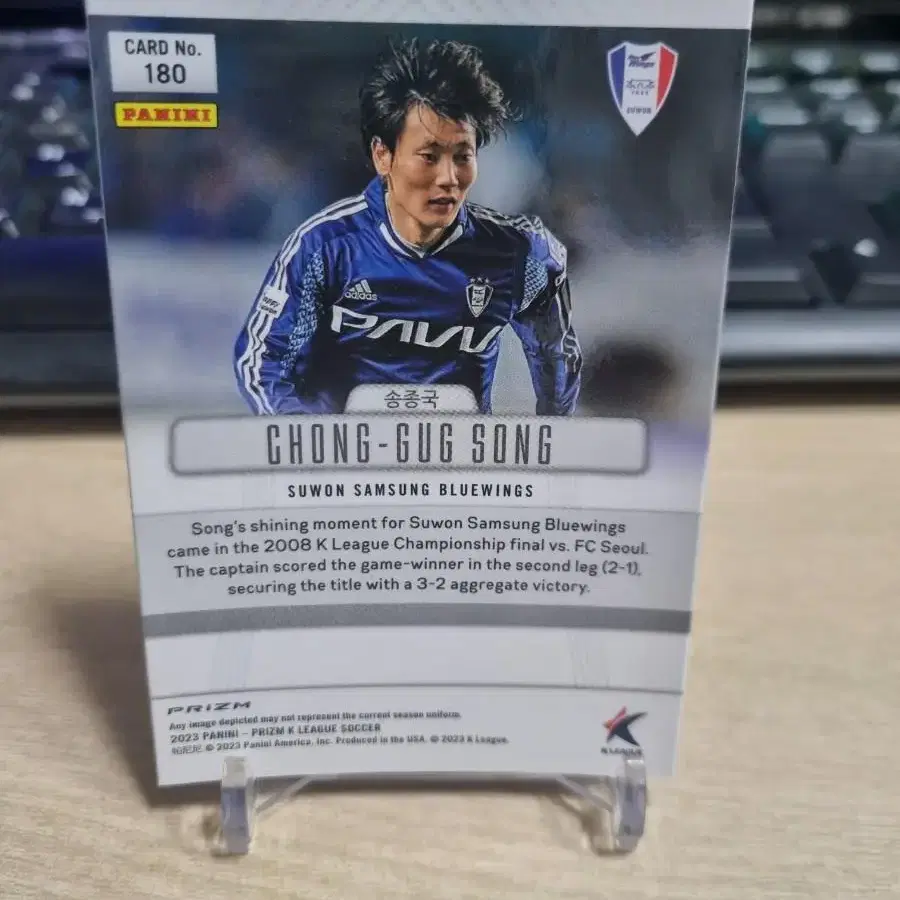 CARD No.
180
PANINI
SUWON
adidas
PAVV
송종국
CHONG-GUG SONG
SUWON SAMSUNG BLUEWINGS
Song's shining moment for Suwon Samsung Bluewings
came in the 2008 K League Championship final vs. FC Seoul.
The captain scored the game-winner in the second leg (2-1),
securing the title with a 3-2 aggregate victory.
PRIZM
Any image depicted may not represent the current season uniform.
2023 PANINI – PRIZM K LEAGUE SOCCER
帕尼尼 © 2023 Panini America, Inc. Produced in the USA. © 2023 K League.
K LEAGUE